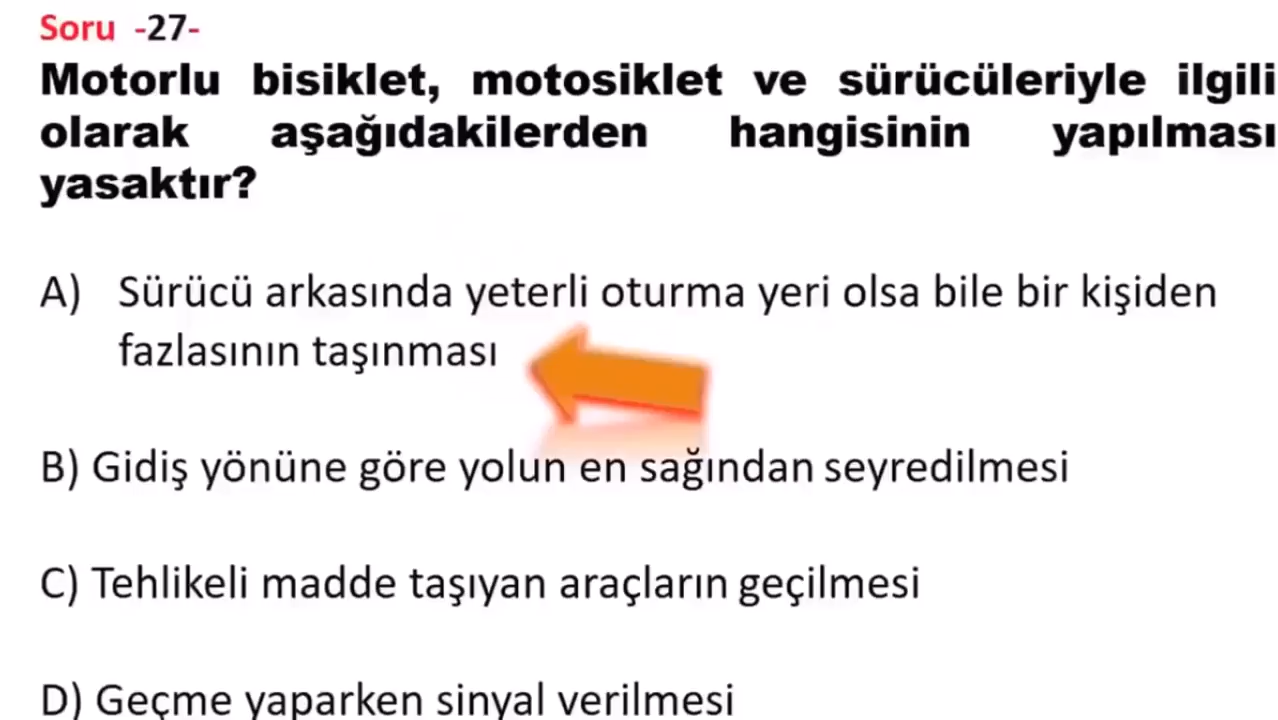 Soru -27-
Motorlu bisiklet, motosiklet ve sürücüleriyle ilgili
olarak aşağıdakilerden hangisinin yapılması
yasaktır?
A) Sürücü arkasında yeterli oturma yeri olsa bile bir kişiden
fazlasının taşınması
B) Gidiş yönüne göre yolun en sağından seyredilmesi
C) Tehlikeli madde taşıyan araçların geçilmesi
D) Geçme yaparken sinyal verilmesi